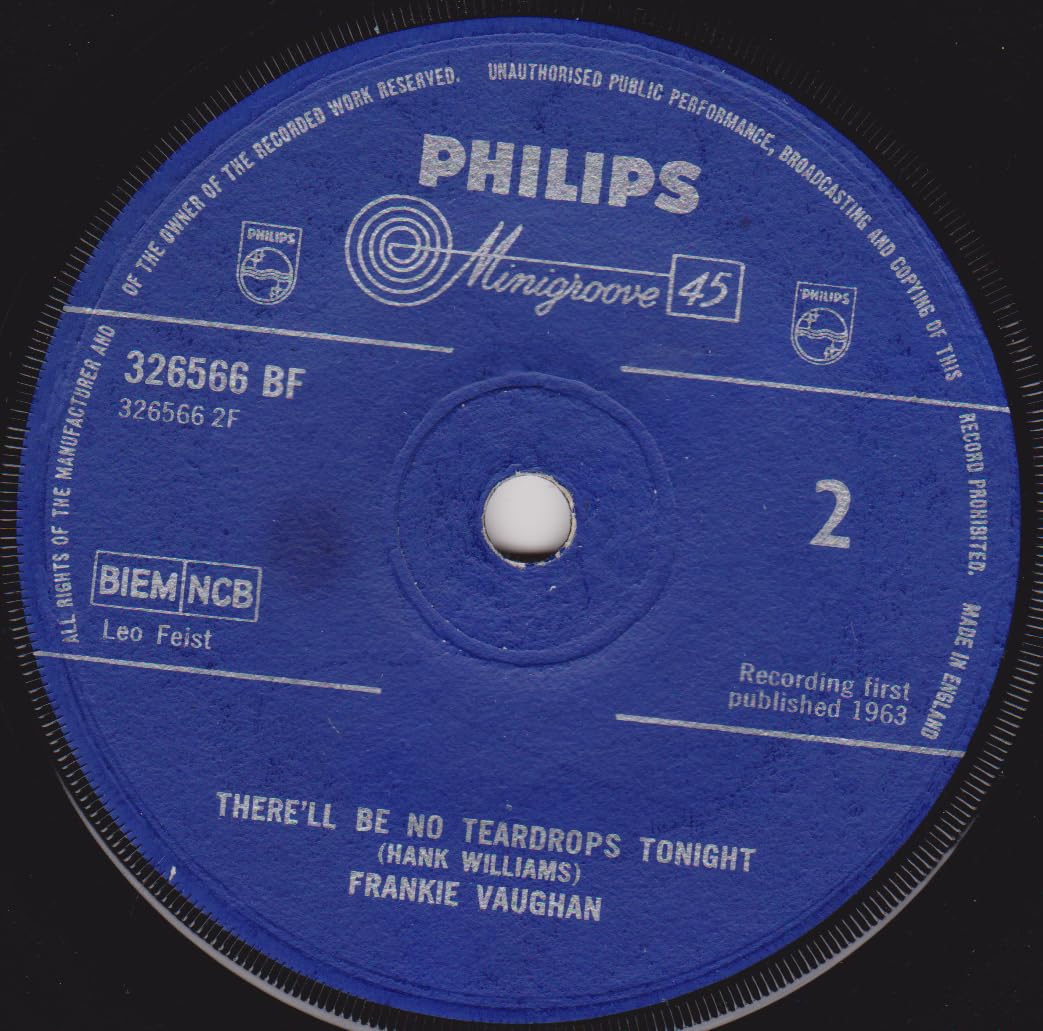 ALL RIGHTS OF THE MANUFACTURER AND OF THE OWNER OF THE RECORDED WORK RESERVED. UNAUTHORISED PUBLIC PERFORMANCE, BROADCASTING AND COPYING OF THIS RECORD PROHIBITED. MADE IN ENGLAND
PHILIPS
PHILIPS
Minigroove 45
PHILIPS
326566 BF
326566 2F
2
BIEM NCB
Leo Feist
Recording first
published 1963
THERE'LL BE NO TEARDROPS TONIGHT
(HANK WILLIAMS)
FRANKIE VAUGHAN